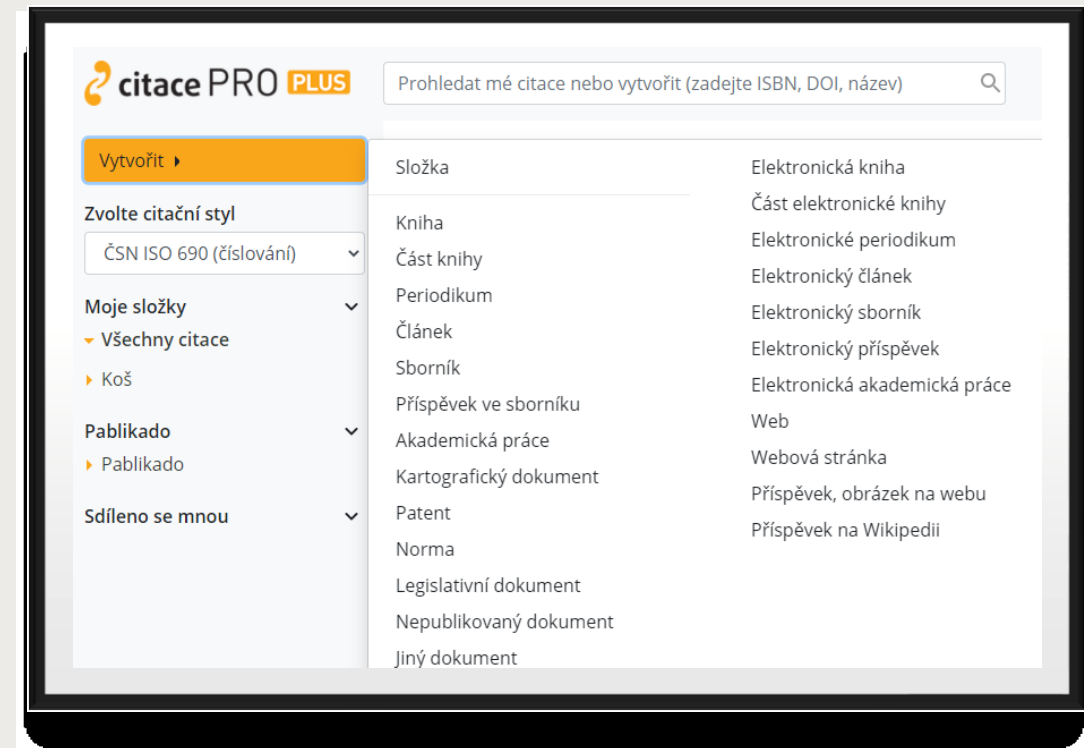 citace PRO PLUS
Prohledat mé citace nebo vytvořit (zadejte ISBN, DOI, název)
Vytvořit
Zvolte citační styl
ČSN ISO 690 (číslování)
Moje složky
Všechny citace
Koš
Pablikado
Pablikado
Sdíleno se mnou
Složka
Kniha
Část knihy
Periodikum
Článek
Sborník
Příspěvek ve sborníku
Akademická práce
Kartografický dokument
Patent
Norma
Legislativní dokument
Nepublikovaný dokument
Jiný dokument
Elektronická kniha
Část elektronické knihy
Elektronické periodikum
Elektronický článek
Elektronický sborník
Elektronický příspěvek
Elektronická akademická práce
Web
Webová stránka
Příspěvek, obrázek na webu
Příspěvek na Wikipedii